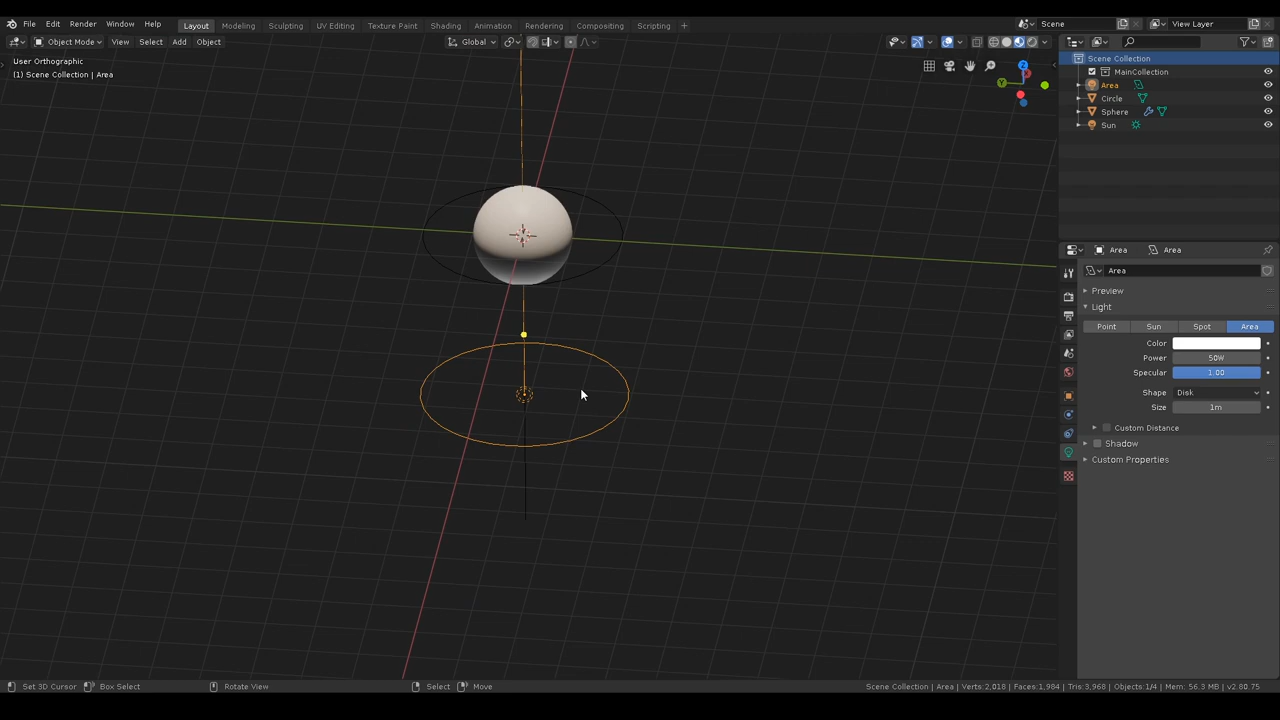 File Edit Render Window Help Layout Modeling Sculpting UV Editing Texture Paint Shading Animation Rendering Compositing Scripting + Scene View Layer
Object Mode View Select Add Object Global
User Orthographic
(1) Scene Collection | Area
Z
Y
Scene Collection
MainCollection
Area
Circle
Sphere
Sun
Area Area
Area
Preview
Light
Point Sun Spot Area
Color
Power 50W
Specular 1.00
Shape Disk
Size 1m
Custom Distance
Shadow
Custom Properties
Set 3D Cursor Box Select Rotate View Select Move Scene Collection | Area | Verts:2,018 | Faces:1,984 | Tris:3,968 | Objects:1/4 | Mem: 56.3 MB | v2.80.75